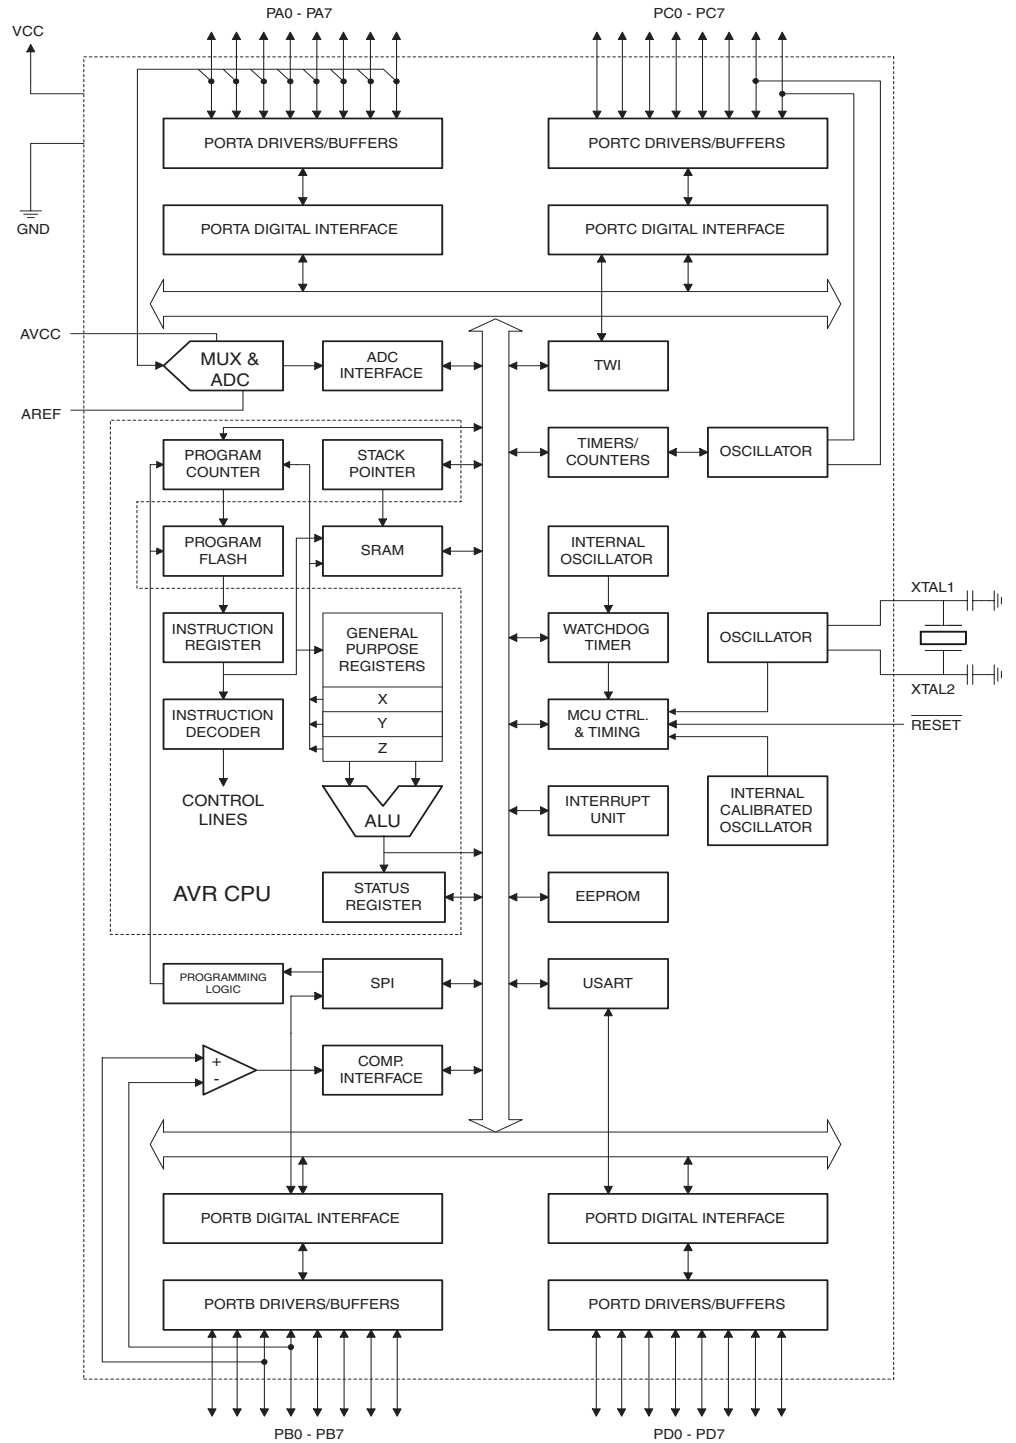 PA0 - PA7
PC0 - PC7
VCC
PORTA DRIVERS/BUFFERS
PORTC DRIVERS/BUFFERS
GND
PORTA DIGITAL INTERFACE
PORTC DIGITAL INTERFACE
AVCC
MUX &
ADC
ADC
INTERFACE
TWI
AREF
PROGRAM
COUNTER
STACK
POINTER
TIMERS/
COUNTERS
OSCILLATOR
PROGRAM
FLASH
SRAM
INTERNAL
OSCILLATOR
XTAL1
INSTRUCTION
REGISTER
GENERAL
PURPOSE
REGISTERS
WATCHDOG
TIMER
OSCILLATOR
X
XTAL2
INSTRUCTION
DECODER
Y
MCU CTRL.
& TIMING
RESET
Z
CONTROL
LINES
ALU
INTERRUPT
UNIT
INTERNAL
CALIBRATED
OSCILLATOR
AVR CPU
STATUS
REGISTER
EEPROM
PROGRAMMING
LOGIC
SPI
USART
+
-
COMP.
INTERFACE
PORTB DIGITAL INTERFACE
PORTD DIGITAL INTERFACE
PORTB DRIVERS/BUFFERS
PORTD DRIVERS/BUFFERS
PB0 - PB7
PD0 - PD7